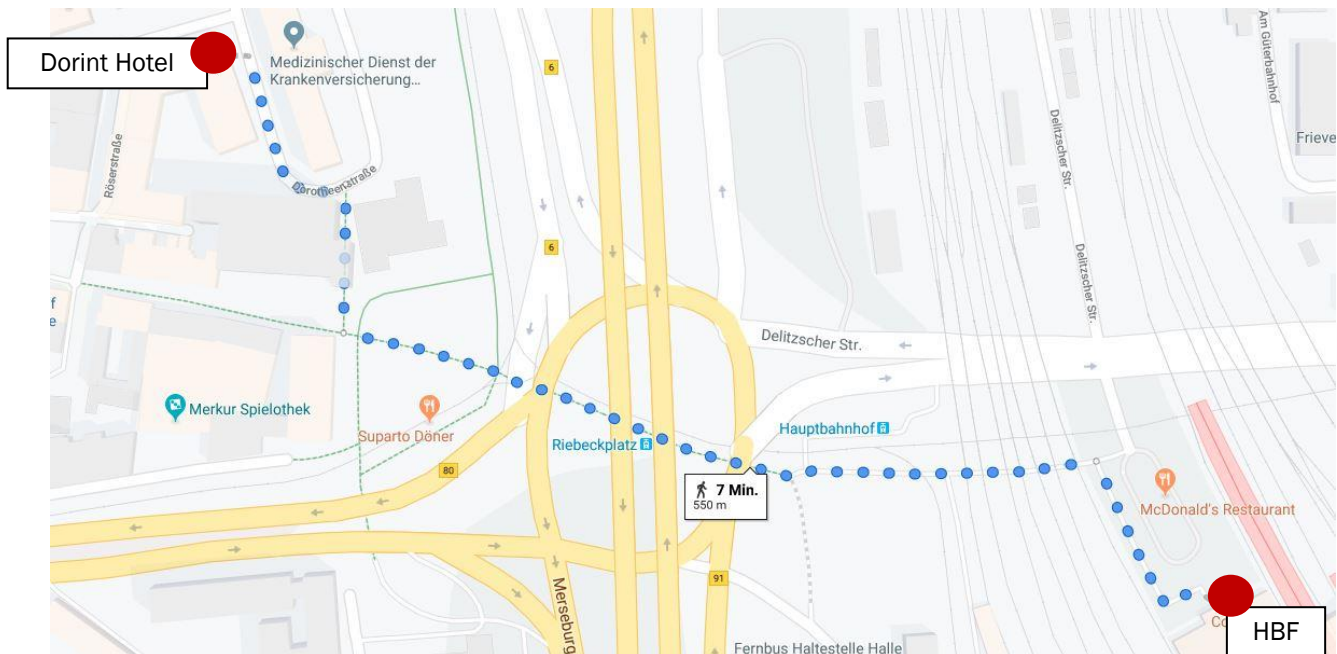 Dorint Hotel
Medizinischer Dienst der
Krankenversicherung...
6
Am Güterbahnhof
Delitzscher Str.
Frieve
Röserstraße
Dorotheenstraße
6
Delitzscher Str.
f
e
Delitzscher Str.
Merkur Spielothek
Suparto Döner
Riebeckplatz
Hauptbahnhof
80
7 Min.
550 m
McDonald's Restaurant
91
Merseburg
Co
HBF
Fernbus Haltestelle Halle